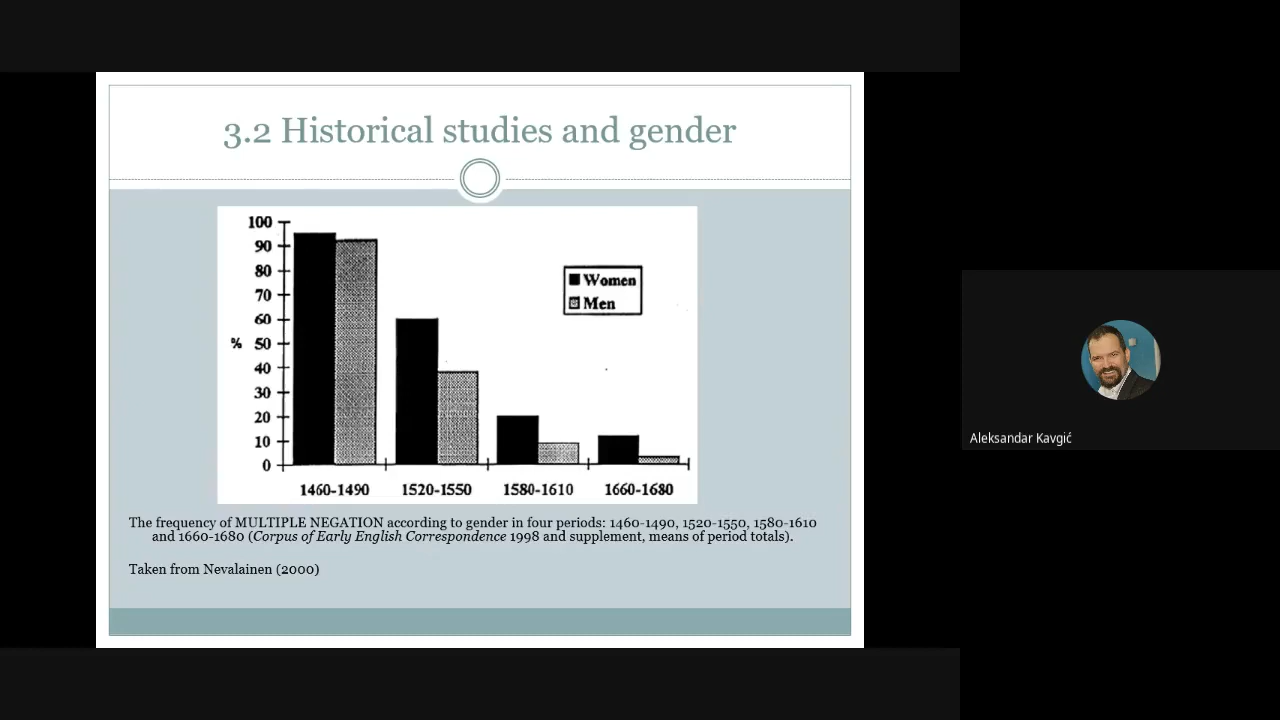 3.2 Historical studies and gender
100
90
80
70
60
% 50
40
30
20
10
0
Women
Men
1460-1490 1520-1550 1580-1610 1660-1680
The frequency of MULTIPLE NEGATION according to gender in four periods: 1460-1490, 1520-1550, 1580-1610
and 1660-1680 (Corpus of Early English Correspondence 1998 and supplement, means of period totals).
Taken from Nevalainen (2000)
Aleksandar Kavgić